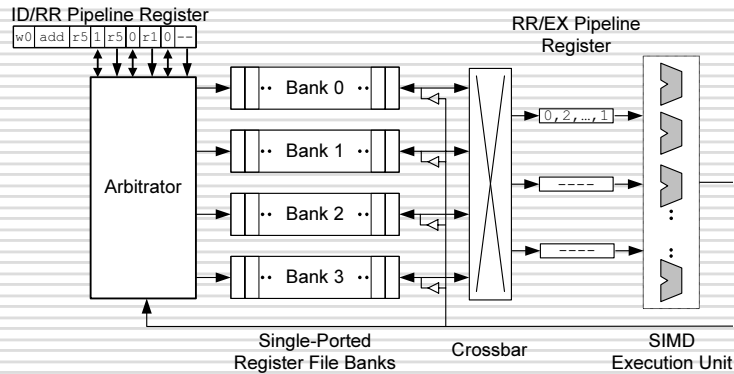 ID/RR Pipeline Register
w0 add r5 1 r5 0 r1 0 --
RR/EX Pipeline
Register
Arbitrator
Bank 0
Bank 1
Bank 2
Bank 3
0,2,…,1
----
----
Single-Ported
Register File Banks
Crossbar
SIMD
Execution Unit